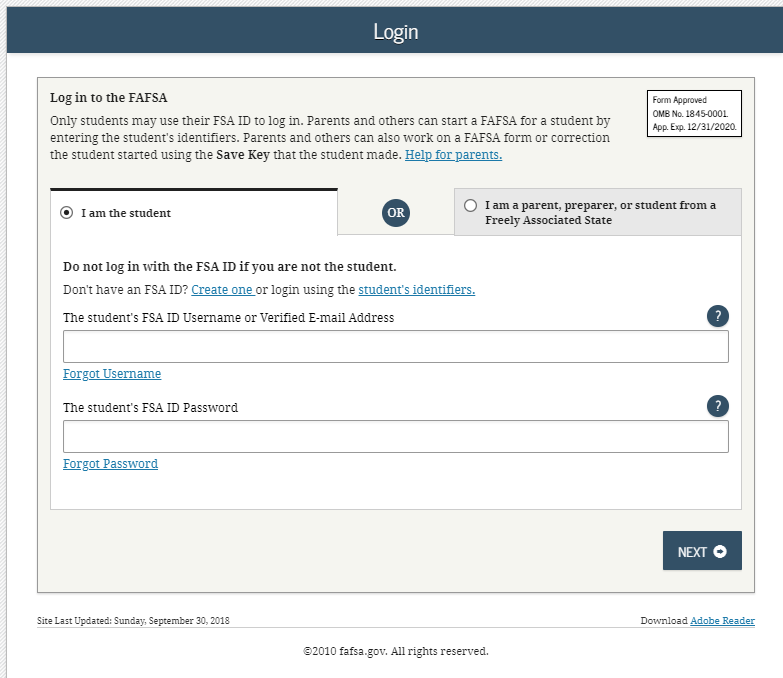 Login
Log in to the FAFSA
Form Approved
OMB No. 1845-0001.
App. Exp. 12/31/2020.
Only students may use their FSA ID to log in. Parents and others can start a FAFSA for a student by
entering the student's identifiers. Parents and others can also work on a FAFSA form or correction
the student started using the Save Key that the student made. Help for parents.
I am the student
OR
I am a parent, preparer, or student from a
Freely Associated State
Do not log in with the FSA ID if you are not the student.
Don't have an FSA ID? Create one or login using the student's identifiers.
The student's FSA ID Username or Verified E-mail Address
?
Forgot Username
The student's FSA ID Password
?
Forgot Password
NEXT
Site Last Updated: Sunday, September 30, 2018
Download Adobe Reader
©2010 fafsa.gov. All rights reserved.